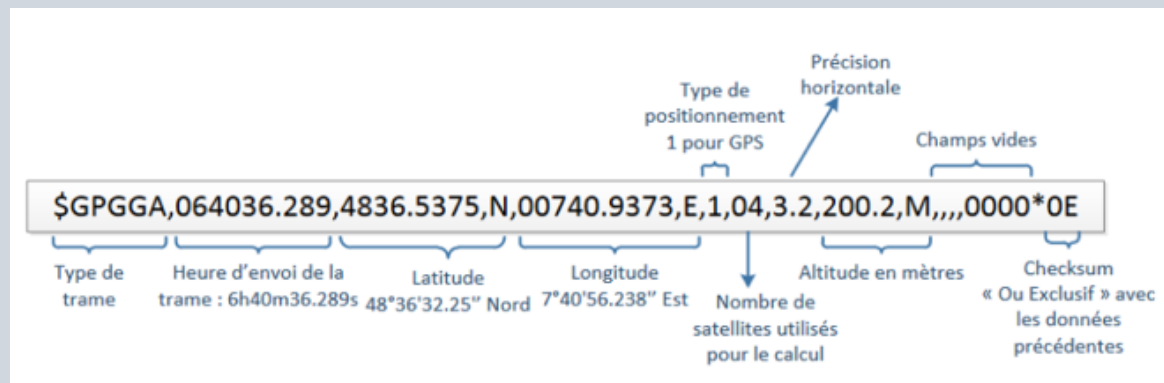 Précision
horizontale
Type de
positionnement
1 pour GPS
Champs vides
$GPGGA,064036.289,4836.5375,N,00740.9373,E,1,04,3.2,200.2,M,,,,0000*0E
Type de
trame
Heure d’envoi de la
trame : 6h40m36.289s
Latitude
48°36'32.25’’ Nord
Longitude
7°40'56.238’’ Est
Nombre de
satellites utilisés
pour le calcul
Altitude en mètres
Checksum
« Ou Exclusif » avec
les données
précédentes